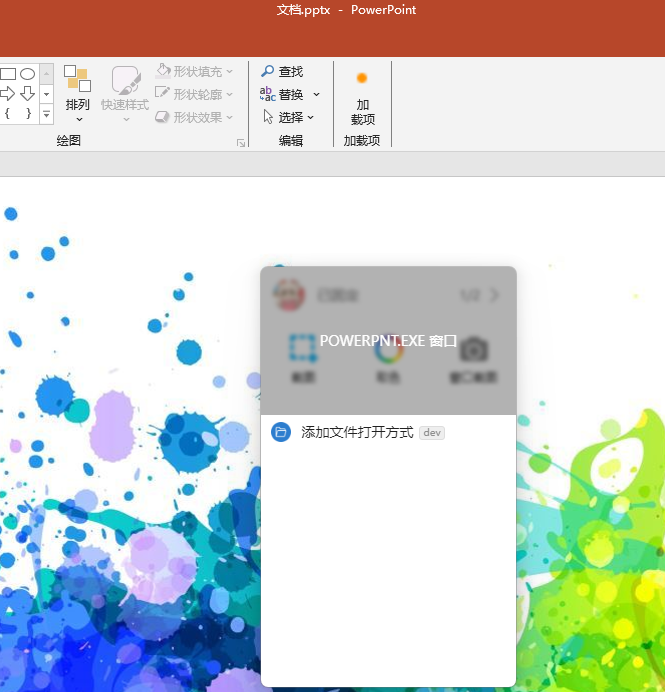 文档.pptx - PowerPoint
排列
快速样式
形状填充
形状轮廓
形状效果
绘图
查找
替换
选择
编辑
加
载项
加载项
已固定
1/2
POWERPNT.EXE 窗口
截图
取色
窗口截图
添加文件打开方式 dev